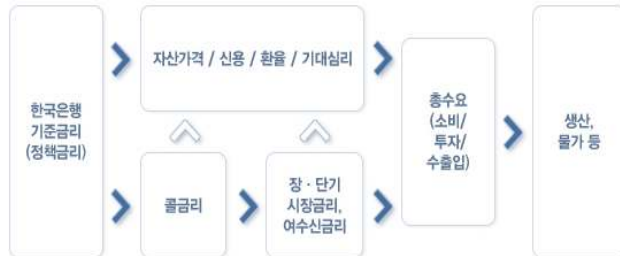 한국은행
기준금리
(정책금리)
자산가격 / 신용 / 환율 / 기대심리
콜금리
장 · 단기
시장금리,
여수신금리
총수요
(소비/
투자/
수출입)
생산,
물가 등